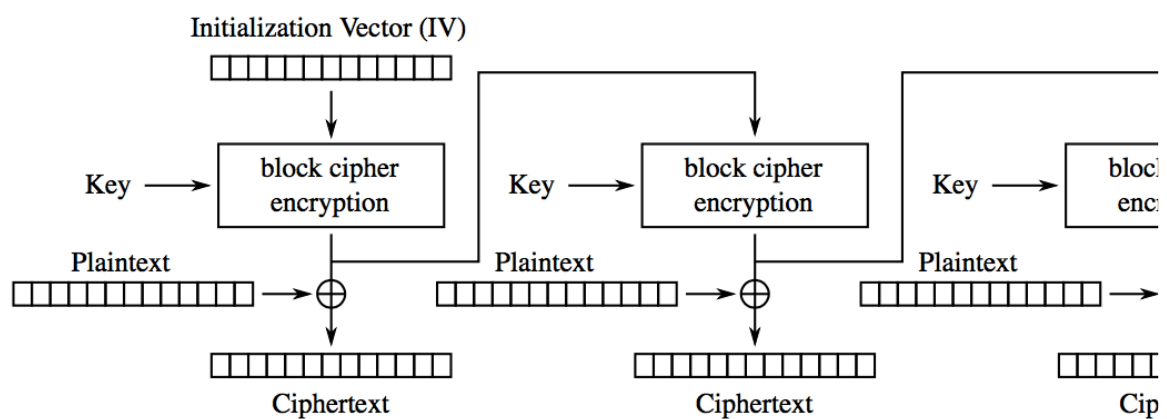 Initialization Vector (IV)
Key
block cipher
encryption
Key
block cipher
encryption
Key
Plaintext
Plaintext
Plaintext
Ciphertext
Ciphertext